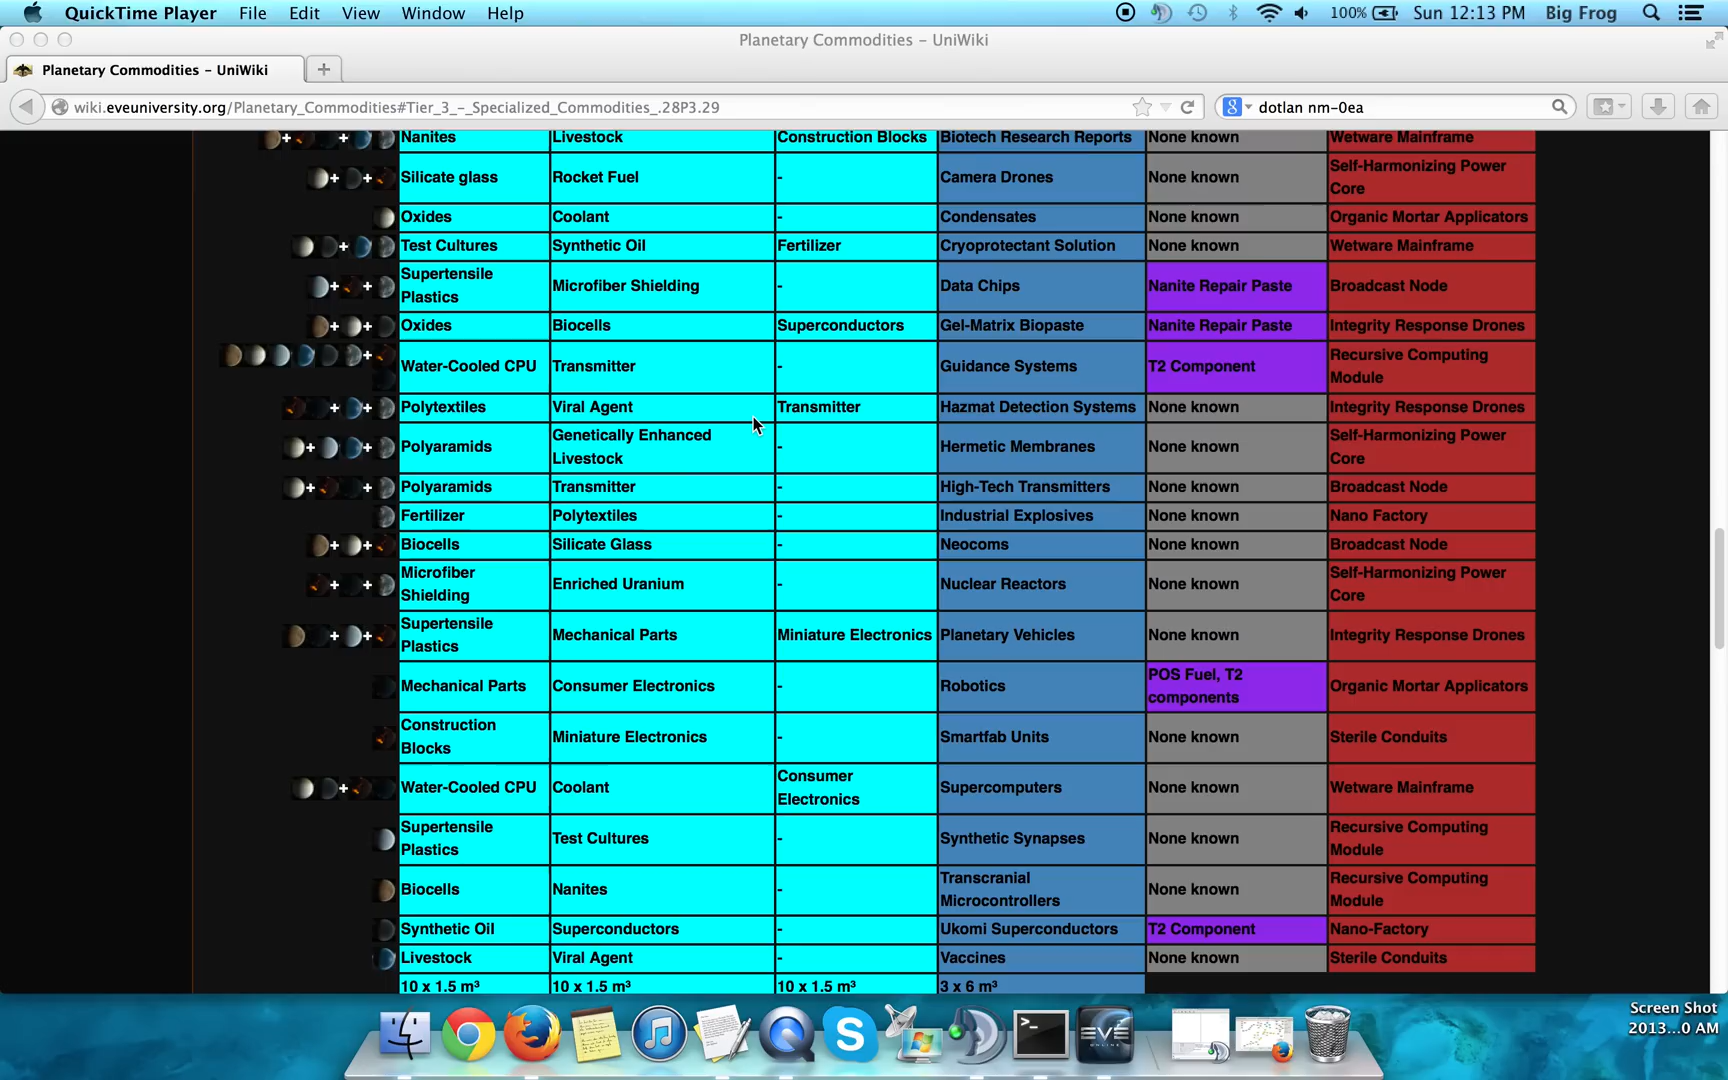 QuickTime Player File Edit View Window Help 100% Sun 12:13 PM Big Frog
Planetary Commodities – UniWiki
Planetary Commodities – UniWiki
wiki.eveuniversity.org/Planetary_Commodities#Tier_3_-_Specialized_Commodities_.28P3.29 dotlan nm-0ea
+ + Nanites Livestock Construction Blocks Biotech Research Reports None known Wetware Mainframe
+ + Silicate glass Rocket Fuel - Camera Drones None known Self-Harmonizing Power
Core
Oxides Coolant - Condensates None known Organic Mortar Applicators
+ Test Cultures Synthetic Oil Fertilizer Cryoprotectant Solution None known Wetware Mainframe
+ + Supertensile
Plastics Microfiber Shielding - Data Chips Nanite Repair Paste Broadcast Node
+ + Oxides Biocells Superconductors Gel-Matrix Biopaste Nanite Repair Paste Integrity Response Drones
+ Water-Cooled CPU Transmitter - Guidance Systems T2 Component Recursive Computing
Module
+ + Polytextiles Viral Agent Transmitter Hazmat Detection Systems None known Integrity Response Drones
+ + Polyaramids Genetically Enhanced
Livestock - Hermetic Membranes None known Self-Harmonizing Power
Core
+ + Polyaramids Transmitter - High-Tech Transmitters None known Broadcast Node
Fertilizer Polytextiles - Industrial Explosives None known Nano Factory
+ + Biocells Silicate Glass - Neocoms None known Broadcast Node
+ + Microfiber
Shielding Enriched Uranium - Nuclear Reactors None known Self-Harmonizing Power
Core
+ + Supertensile
Plastics Mechanical Parts Miniature Electronics Planetary Vehicles None known Integrity Response Drones
Mechanical Parts Consumer Electronics - Robotics POS Fuel, T2
components Organic Mortar Applicators
Construction
Blocks Miniature Electronics - Smartfab Units None known Sterile Conduits
+ Water-Cooled CPU Coolant Consumer
Electronics Supercomputers None known Wetware Mainframe
Supertensile
Plastics Test Cultures - Synthetic Synapses None known Recursive Computing
Module
Biocells Nanites - Transcranial
Microcontrollers None known Recursive Computing
Module
Synthetic Oil Superconductors - Ukomi Superconductors T2 Component Nano-Factory
Livestock Viral Agent - Vaccines None known Sterile Conduits
10 x 1.5 m³ 10 x 1.5 m³ 10 x 1.5 m³ 3 x 6 m³
Screen Shot
2013...0 AM
EVE
ONLINE